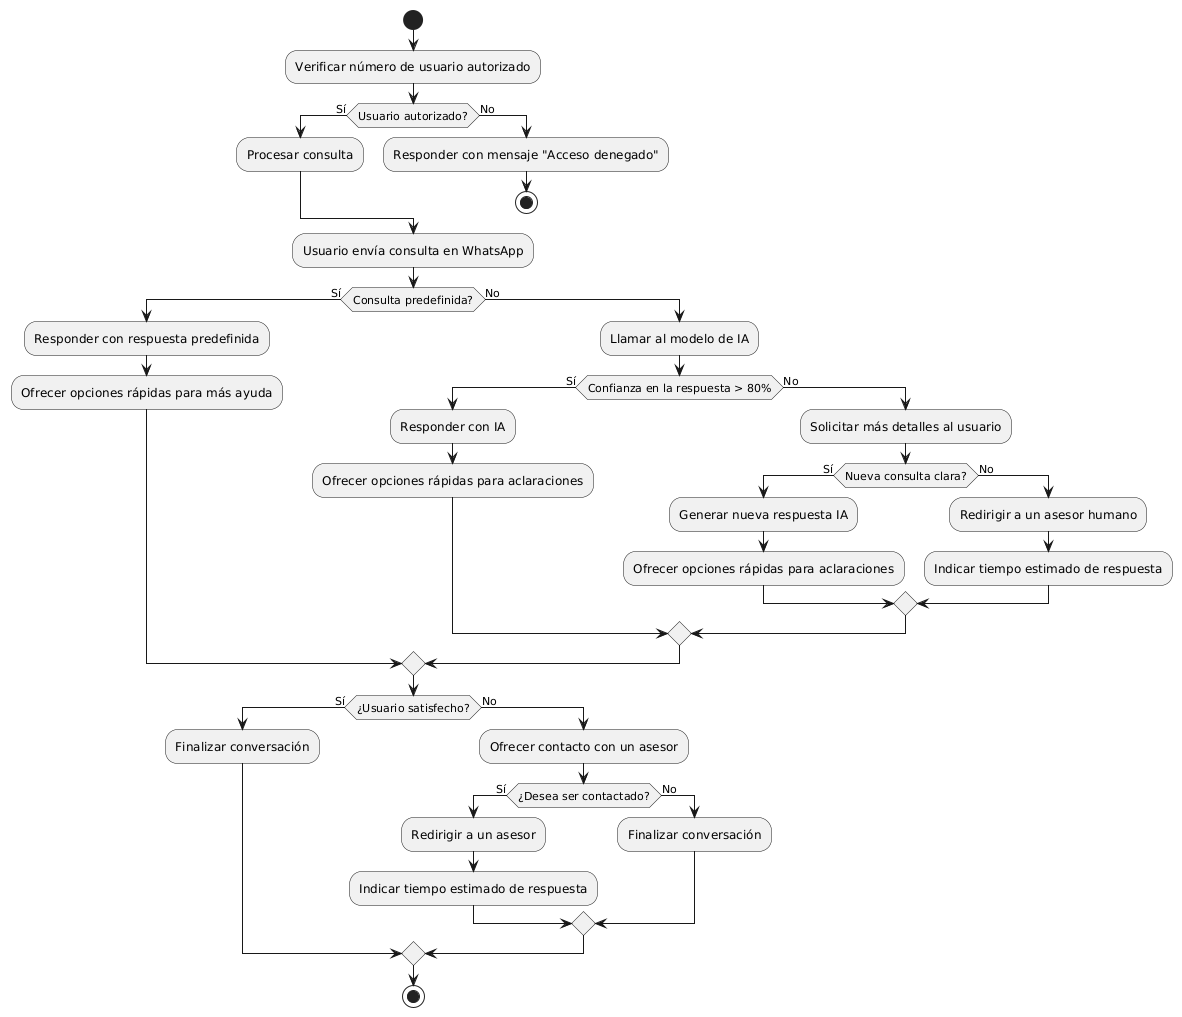 Verificar número de usuario autorizado
Sí
Usuario autorizado?
No
Procesar consulta
Responder con mensaje "Acceso denegado"
Usuario envía consulta en WhatsApp
Sí
Consulta predefinida?
No
Responder con respuesta predefinida
Llamar al modelo de IA
Ofrecer opciones rápidas para más ayuda
Sí
Confianza en la respuesta > 80%
No
Responder con IA
Solicitar más detalles al usuario
Ofrecer opciones rápidas para aclaraciones
Sí
Nueva consulta clara?
No
Generar nueva respuesta IA
Redirigir a un asesor humano
Ofrecer opciones rápidas para aclaraciones
Indicar tiempo estimado de respuesta
Sí
¿Usuario satisfecho?
No
Finalizar conversación
Ofrecer contacto con un asesor
Sí
¿Desea ser contactado?
No
Redirigir a un asesor
Finalizar conversación
Indicar tiempo estimado de respuesta